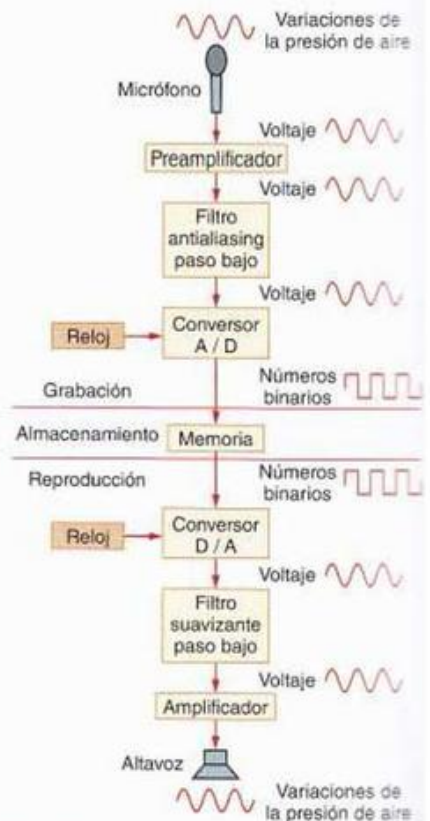 Variaciones de
la presión de aire
Micrófono
Voltaje
Preamplificador
Voltaje
Filtro
antialiasing
paso bajo
Voltaje
Reloj
Conversor
A / D
Grabación
Números
binarios
Almacenamiento
Memoria
Reproducción
Números
binarios
Reloj
Conversor
D / A
Voltaje
Filtro
suavizante
paso bajo
Voltaje
Amplificador
Altavoz
Variaciones de
la presión de aire